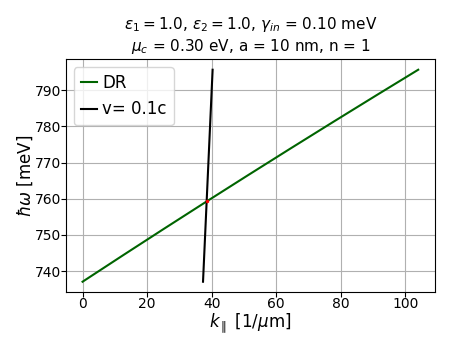 ε₁ = 1.0, ε₂ = 1.0, γᵢₙ = 0.10 meV
μ_c = 0.30 eV, a = 10 nm, n = 1
DR
v= 0.1c
ħω [meV]
790
780
770
760
750
740
0 20 40 60 80 100
k_∥ [1/μm]